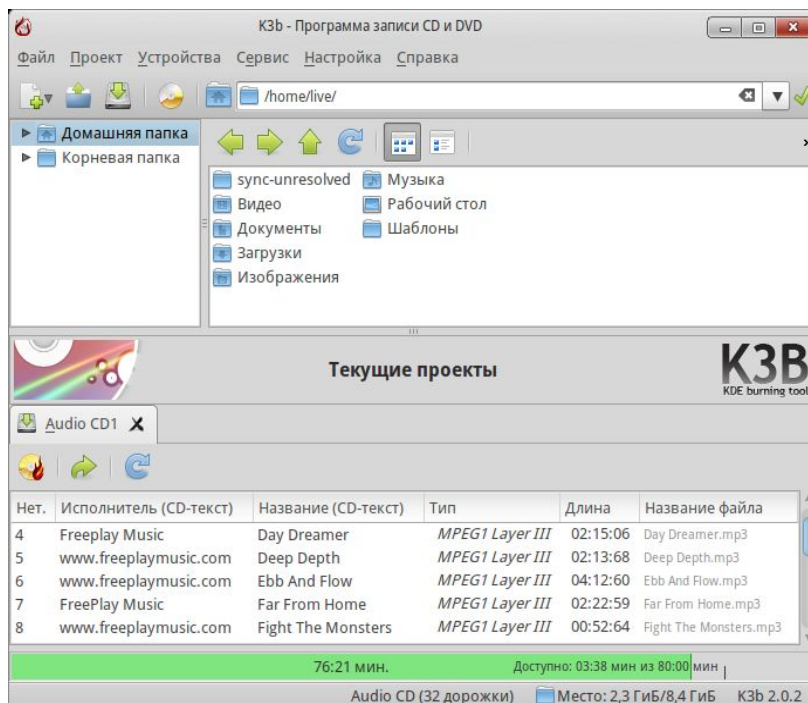 K3b - Программа записи CD и DVD
Файл Проект Устройства Сервис Настройка Справка
/home/live/
Домашняя папка
Корневая папка
sync-unresolved Музыка
Видео Рабочий стол
Документы Шаблоны
Загрузки
Изображения
Текущие проекты
K3B
KDE burning tool
Audio CD1
Нет. Исполнитель (CD-текст) Название (CD-текст) Тип Длина Название файла
4 Freeplay Music Day Dreamer MPEG1 Layer III 02:15:06 Day Dreamer.mp3
5 www.freeplaymusic.com Deep Depth MPEG1 Layer III 02:13:68 Deep Depth.mp3
6 www.freeplaymusic.com Ebb And Flow MPEG1 Layer III 04:12:60 Ebb And Flow.mp3
7 FreePlay Music Far From Home MPEG1 Layer III 02:22:59 Far From Home.mp3
8 www.freeplaymusic.com Fight The Monsters MPEG1 Layer III 00:52:64 Fight The Monsters.mp3
76:21 мин. Доступно: 03:38 мин из 80:00 мин
Audio CD (32 дорожки) Место: 2,3 ГиБ/8,4 ГиБ K3b 2.0.2